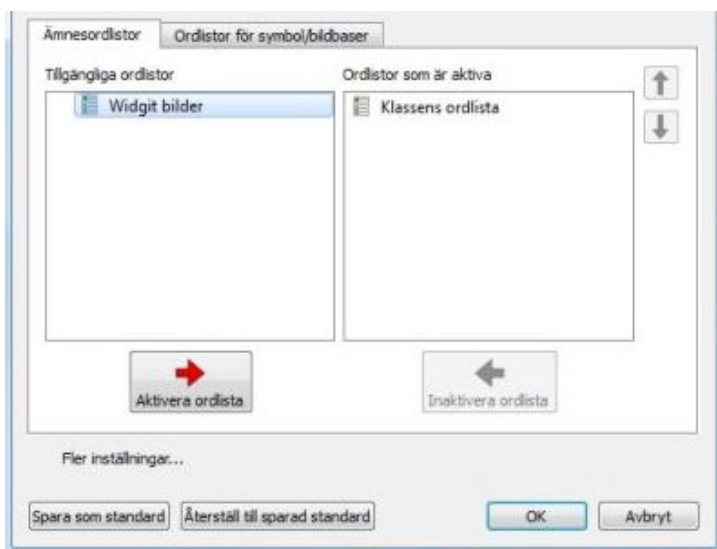 Ämnesordlistor
Ordlistor för symbol/bildbaser
Tillgängliga ordlistor
Widgit bilder
Ordlistor som är aktiva
Klassens ordlista
Aktivera ordlista
Inaktivera ordlista
Fler inställningar...
Spara som standard
Återställ till sparad standard
OK
Avbryt